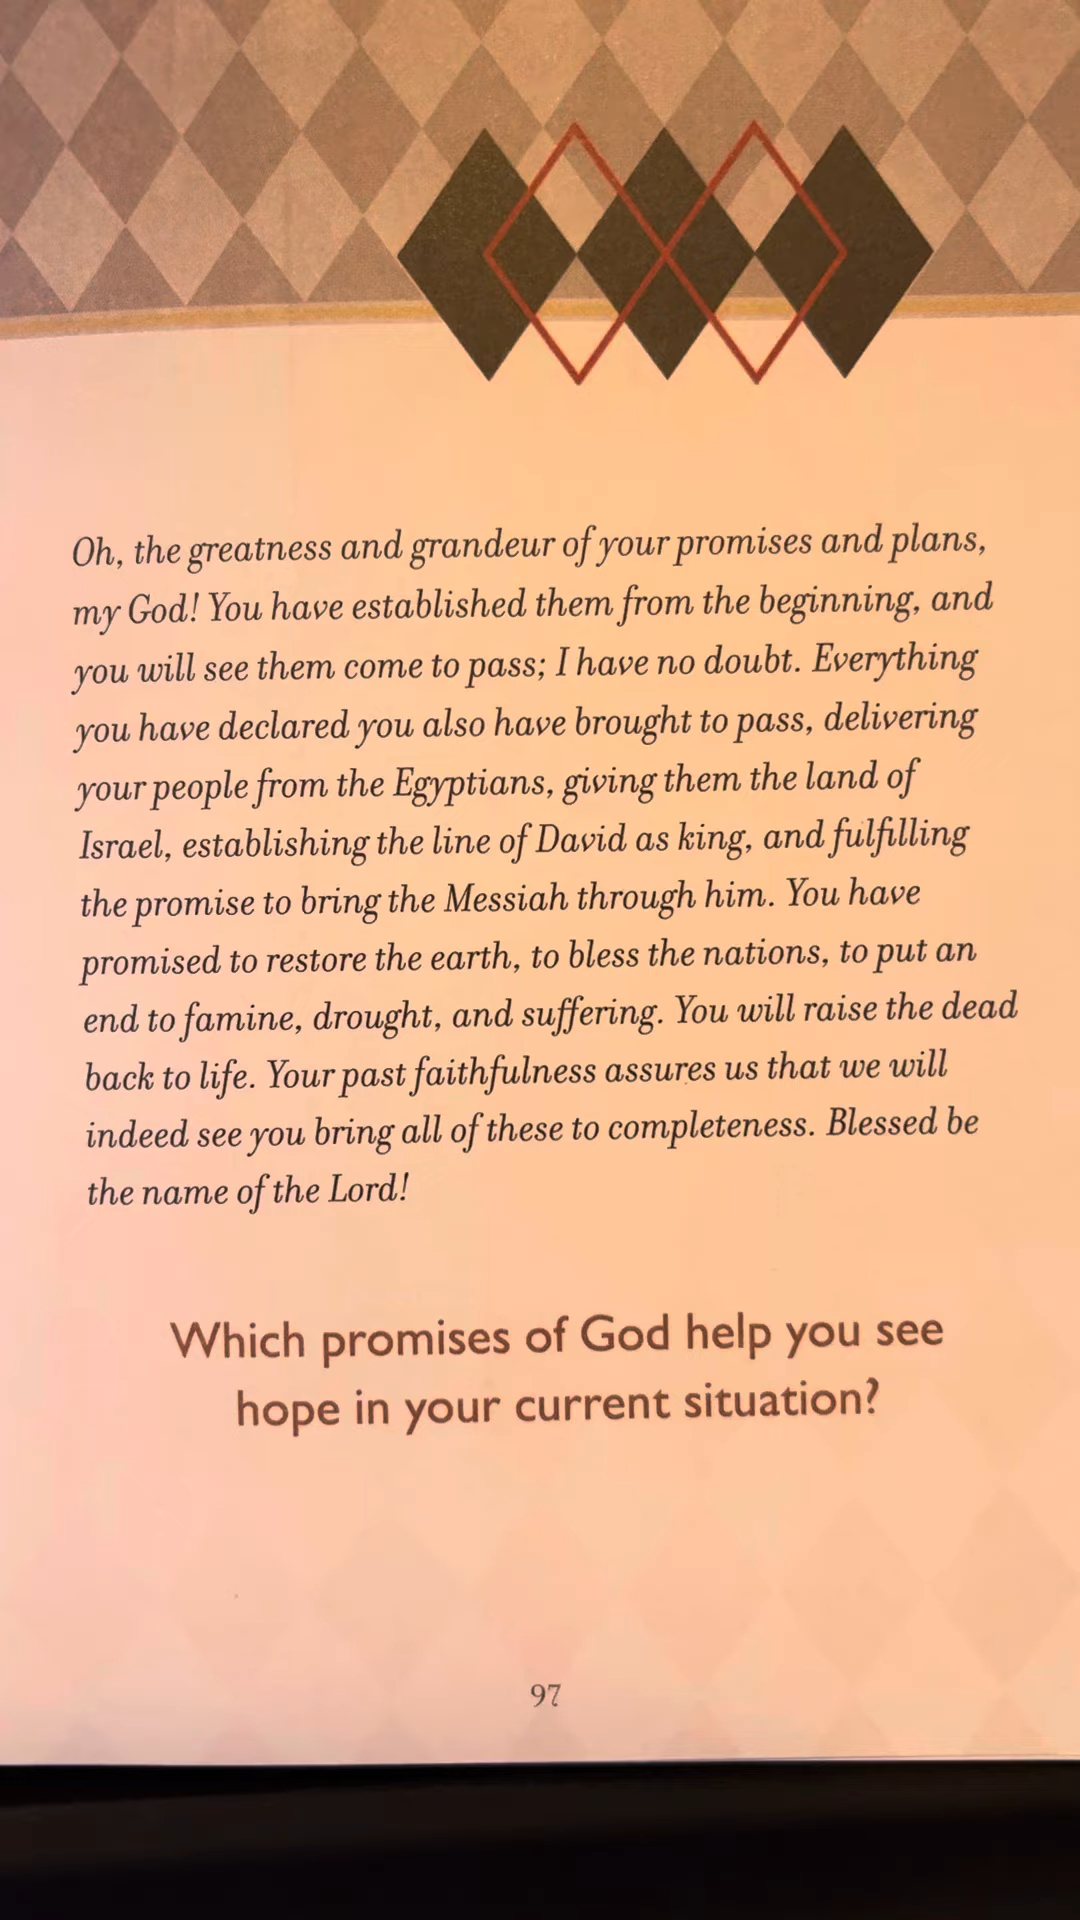 Oh, the greatness and grandeur of your promises and plans,
my God! You have established them from the beginning, and
you will see them come to pass; I have no doubt. Everything
you have declared you also have brought to pass, delivering
your people from the Egyptians, giving them the land of
Israel, establishing the line of David as king, and fulfilling
the promise to bring the Messiah through him. You have
promised to restore the earth, to bless the nations, to put an
end to famine, drought, and suffering. You will raise the dead
back to life. Your past faithfulness assures us that we will
indeed see you bring all of these to completeness. Blessed be
the name of the Lord!
Which promises of God help you see
hope in your current situation?
97